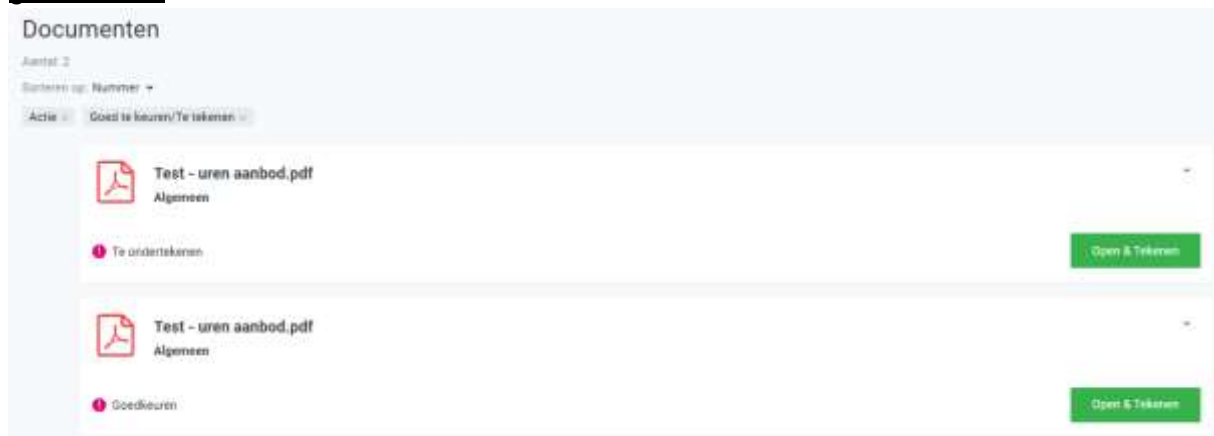 Documenten
Aantal: 2
Sorteren op: Nummer
Actie Goed te keuren/Te tekenen
Test - uren aanbod.pdf
Algemeen
Te ondertekenen
Open & Tekenen
Test - uren aanbod.pdf
Algemeen
Goedkeuren
Open & Tekenen